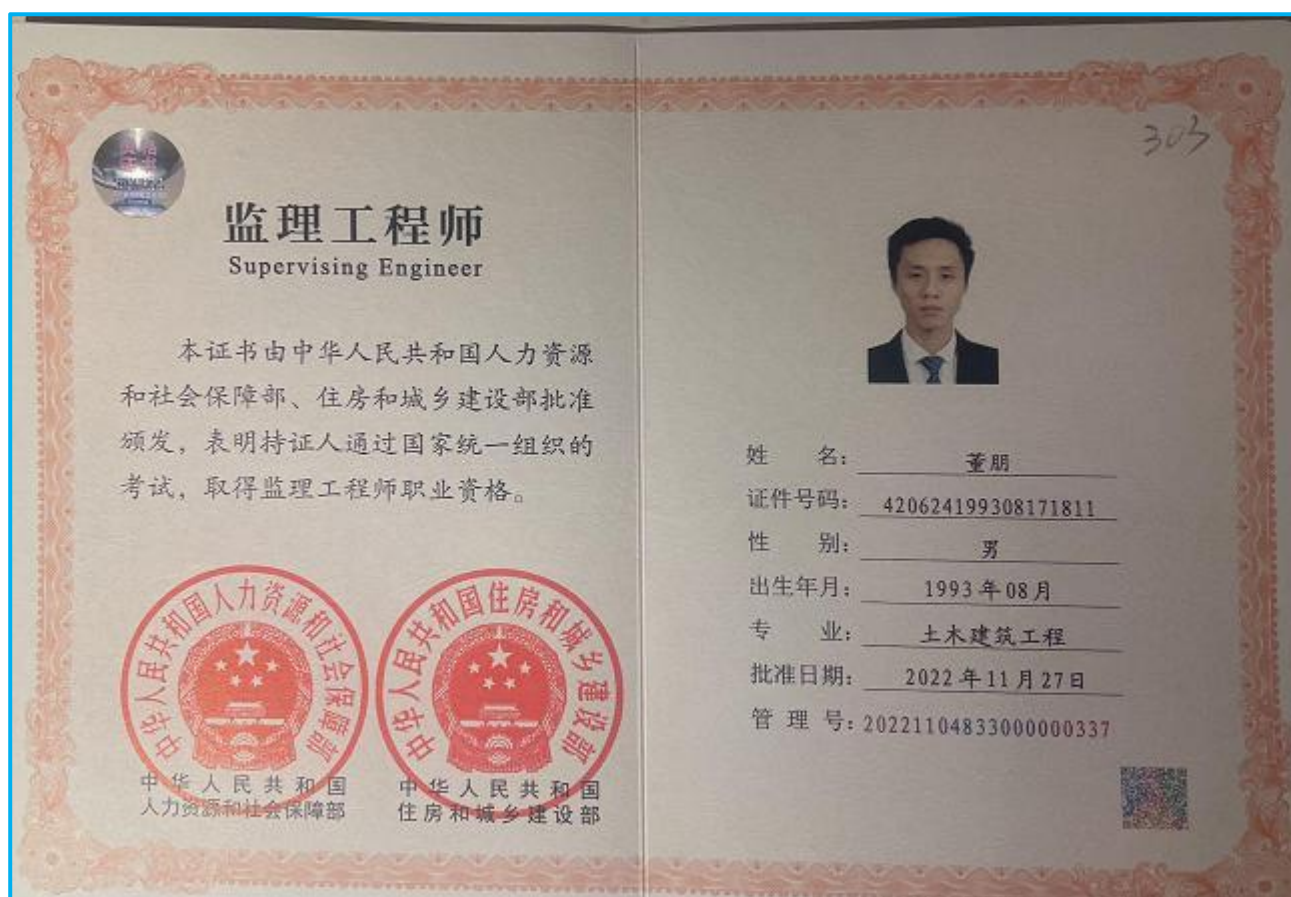 监理工程师
Supervising Engineer
本证书由中华人民共和国人力资源
和社会保障部、住房和城乡建设部批准
颁发，表明持证人通过国家统一组织的
考试，取得监理工程师职业资格。
中华人民共和国人力资源和社会保障部
中华人民共和国住房和城乡建设部
中华人民共和国
人力资源和社会保障部
中华人民共和国
住房和城乡建设部
303
姓 名：董朋
证件号码：420624199308171811
性 别：男
出生年月：1993年08月
专 业：土木建筑工程
批准日期：2022年11月27日
管 理 号：20221104833000000337